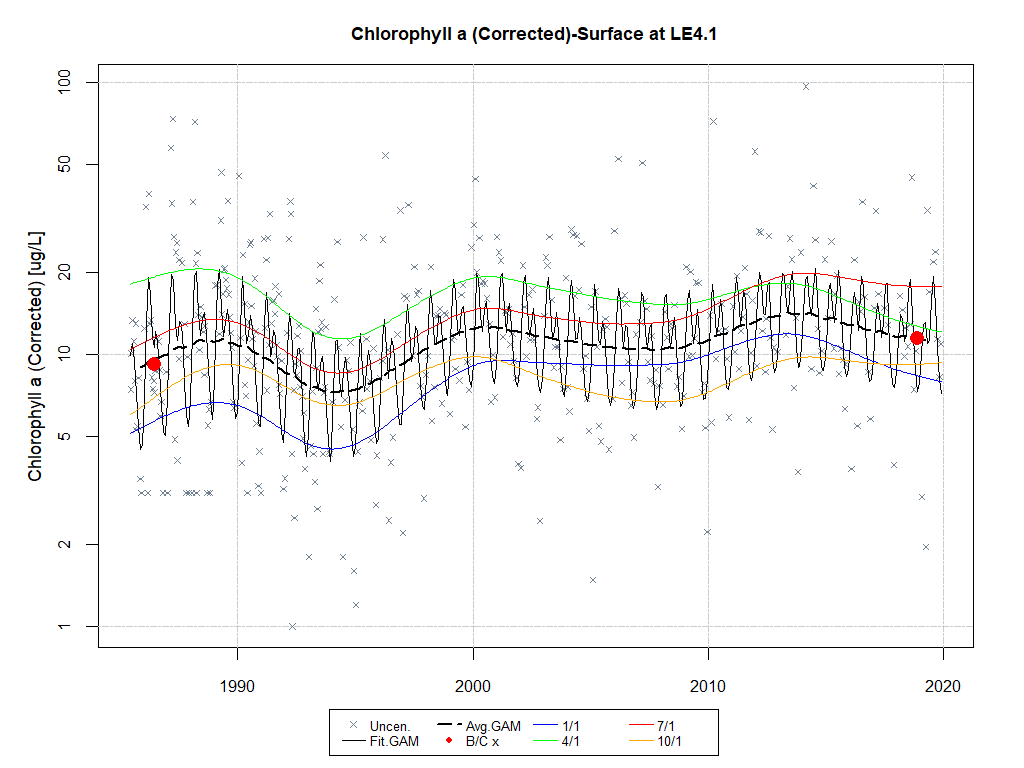 Chlorophyll a (Corrected)-Surface at LE4.1
Chlorophyll a (Corrected) [ug/L]
100
50
20
10
5
2
1
1990 2000 2010 2020
Uncen. Avg.GAM 1/1 7/1
Fit.GAM B/C x 4/1 10/1